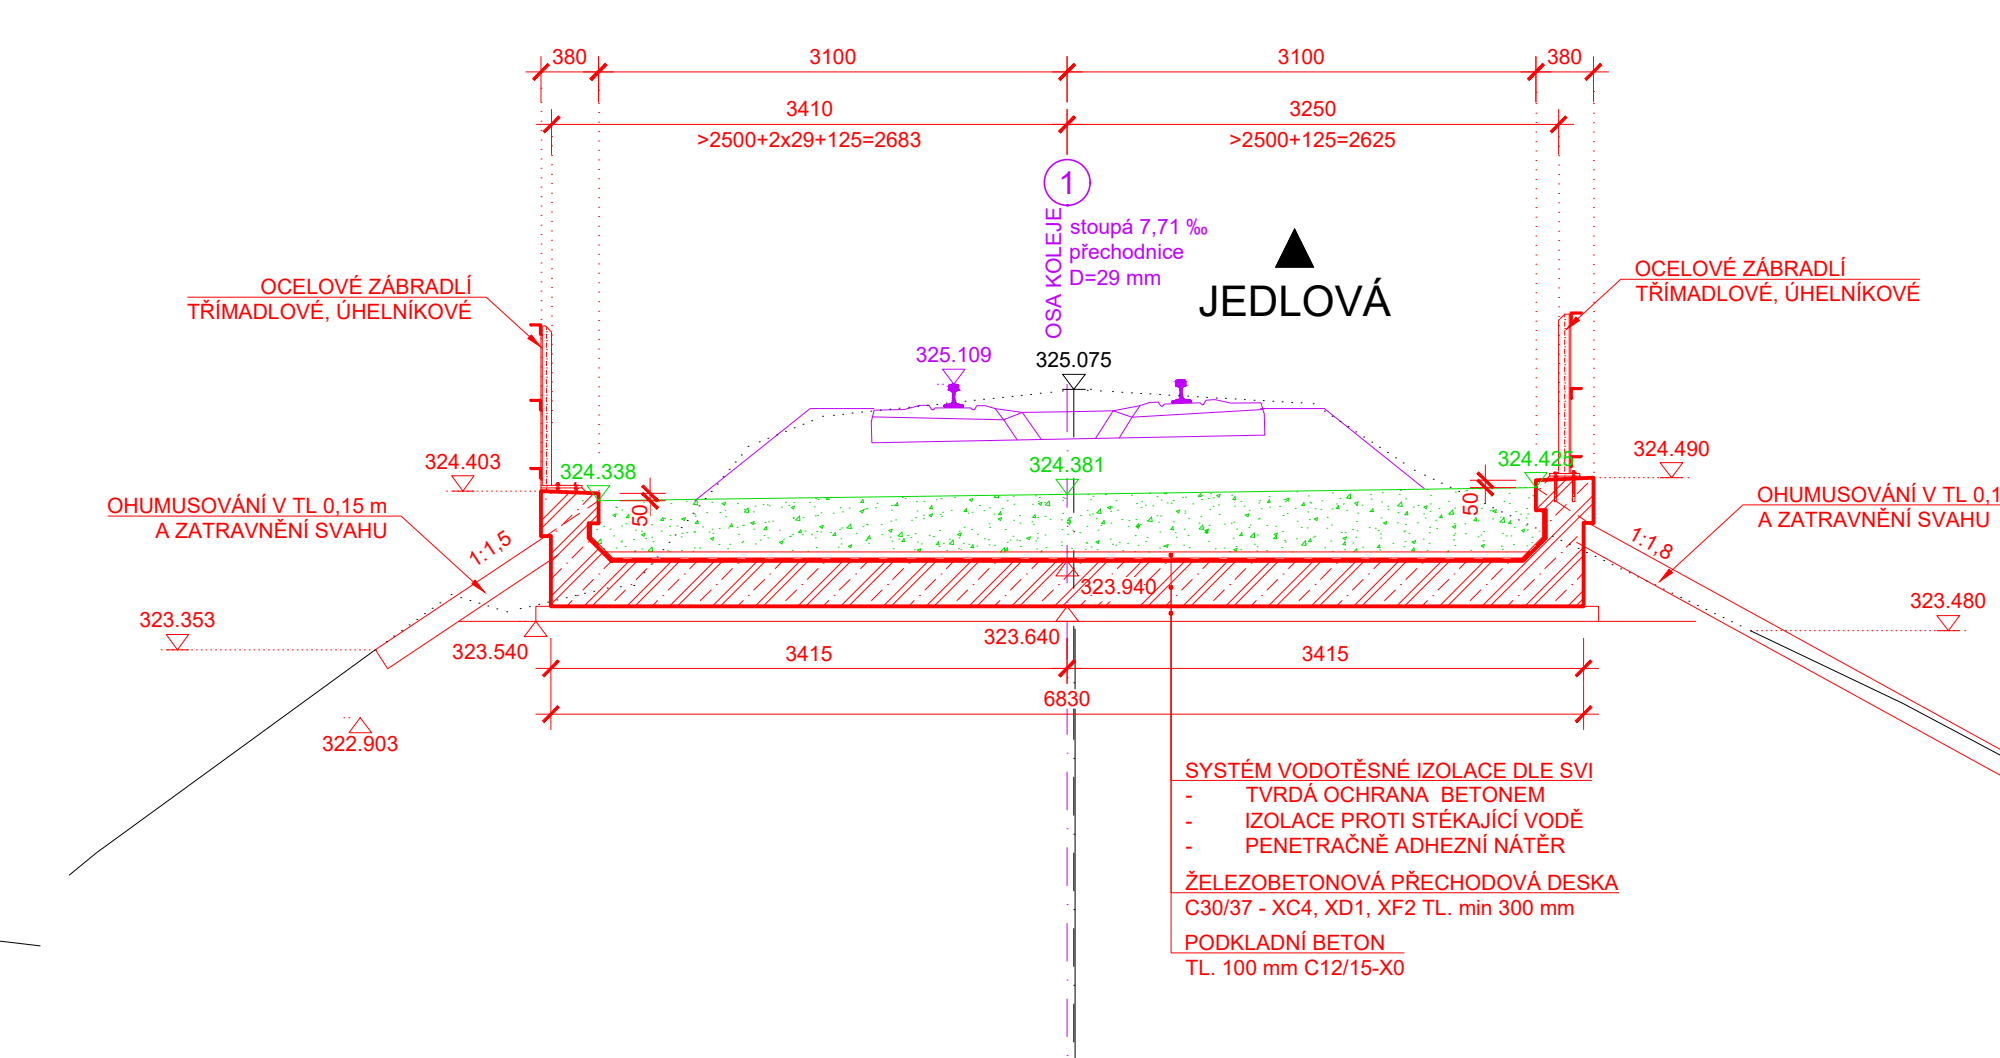 380
3100
3100
380
3410
3250
>2500+2x29+125=2683
>2500+125=2625
1
OSA KOLEJE
stoupá 7,71 ‰
přechodnice
D=29 mm
JEDLOVÁ
OCELOVÉ ZÁBRADLÍ
TŘÍMADLOVÉ, ÚHELNÍKOVÉ
OCELOVÉ ZÁBRADLÍ
TŘÍMADLOVÉ, ÚHELNÍKOVÉ
325.109
325.075
324.403
324.338
324.381
324.425
324.490
50
50
OHUMUSOVÁNÍ V TL 0,15 m
A ZATRAVNĚNÍ SVAHU
OHUMUSOVÁNÍ V TL 0,1
A ZATRAVNĚNÍ SVAHU
1:1,5
1:1,8
323.940
323.353
323.480
323.540
323.640
3415
3415
6830
322.903
SYSTÉM VODOTĚSNÉ IZOLACE DLE SVI
- TVRDÁ OCHRANA BETONEM
- IZOLACE PROTI STÉKAJÍCÍ VODĚ
- PENETRAČNĚ ADHEZNÍ NÁTĚR
ŽELEZOBETONOVÁ PŘECHODOVÁ DESKA
C30/37 - XC4, XD1, XF2 TL. min 300 mm
PODKLADNÍ BETON
TL. 100 mm C12/15-X0